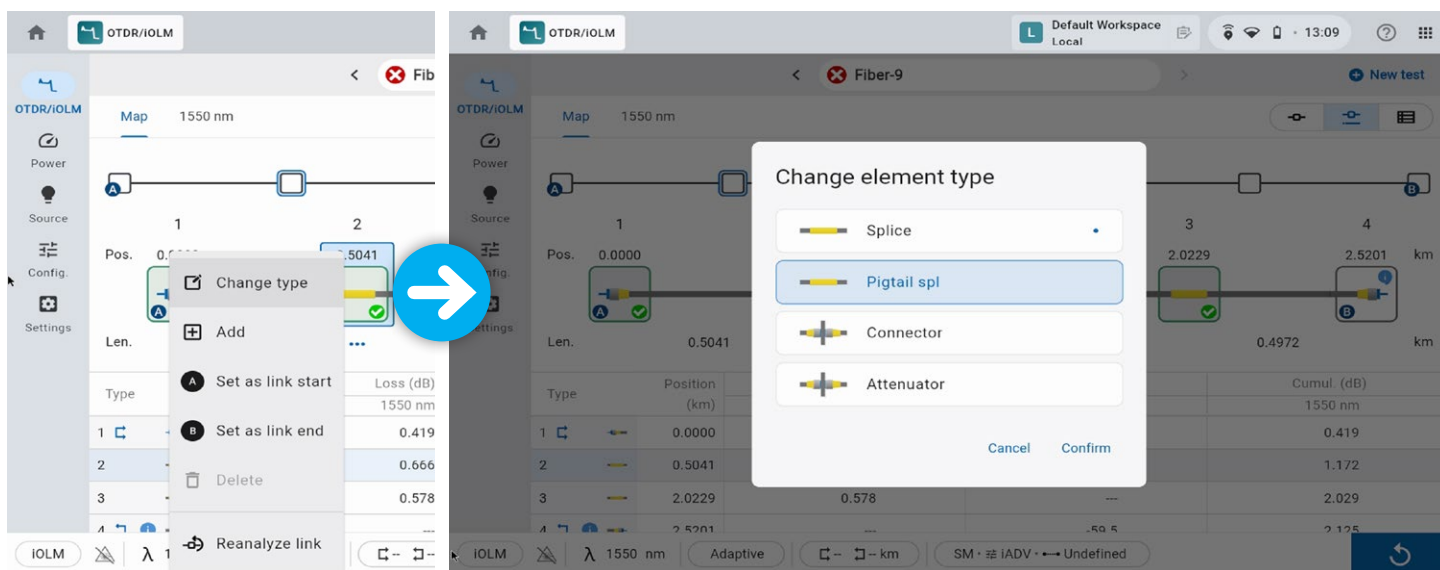 OTDR/iOLM
Fib
OTDR/iOLM
Power
Source
Config.
Settings
Map 1550 nm
A
1 2
Pos. 0. .5041
A
Len.
Change type
Add
A Set as link start
B Set as link end
Delete
Reanalyze link
Type Loss (dB)
1550 nm
1 0.419
2 0.666
3 0.578
4 ---
iOLM λ 1 -- --
OTDR/iOLM
L Default Workspace
Local
13:09
Fiber-9
New test
OTDR/iOLM
Power
Source
nfig.
ettings
Map 1550 nm
A B
1 3 4
Pos. 0.0000 2.0229 2.5201 km
A B
Len. 0.5041 0.4972 km
Change element type
Splice
Pigtail spl
Connector
Attenuator
Cancel Confirm
Type Position
(km)
Cumul. (dB)
1550 nm
1 0.0000 0.419
2 0.5041 1.172
3 2.0229 0.578 --- 2.029
4 2.5201 --- -59.5 2.125
iOLM λ 1550 nm Adaptive -- -- km SM · iADV · Undefined